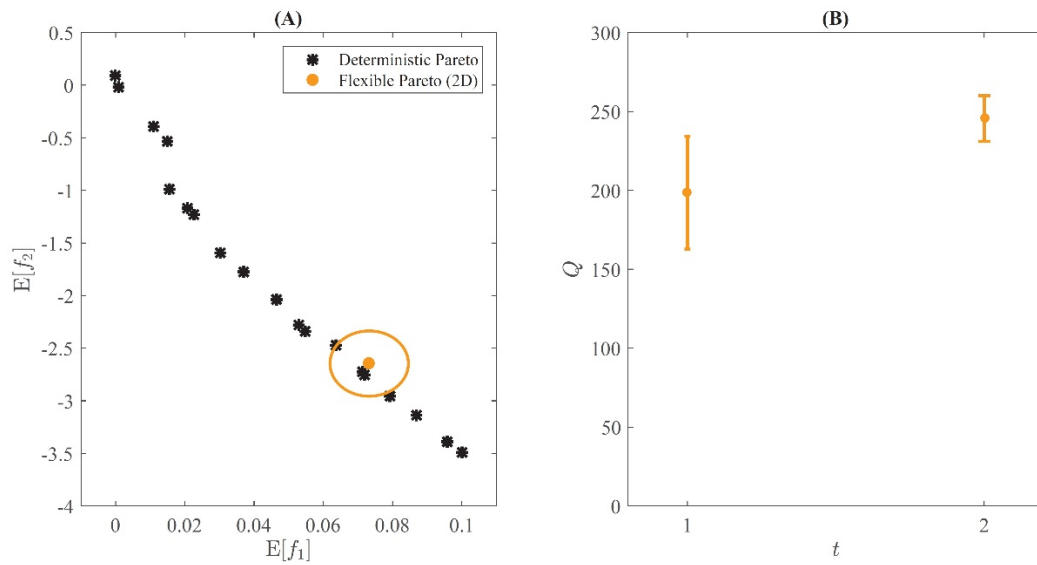 (A)
0.5
0
-0.5
-1
-1.5
-2
-2.5
-3
-3.5
-4
E[f₂]
0 0.02 0.04 0.06 0.08 0.1
E[f₁]
Deterministic Pareto
Flexible Pareto (2D)
(B)
300
250
200
150
100
50
0
Q
1 2
t